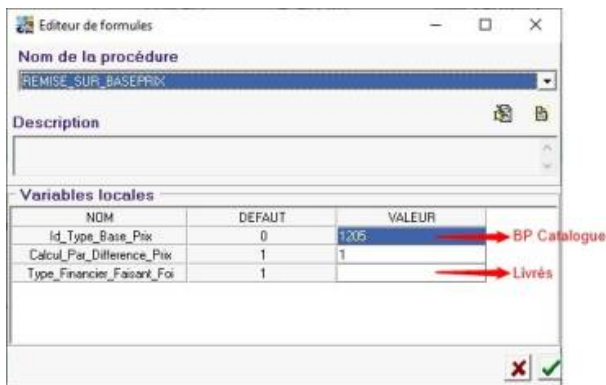 Editeur de formules
Nom de la procédure
REMISE_SUR_BASEPRIX
Description
Variables locales
NOM DEFAUT VALEUR
Id_Type_Base_Prix 0 1205 BP Catalogue
Calcul_Par_Difference_Prix 1 1
Type_Financier_Faisant_Foi 1 Livrés